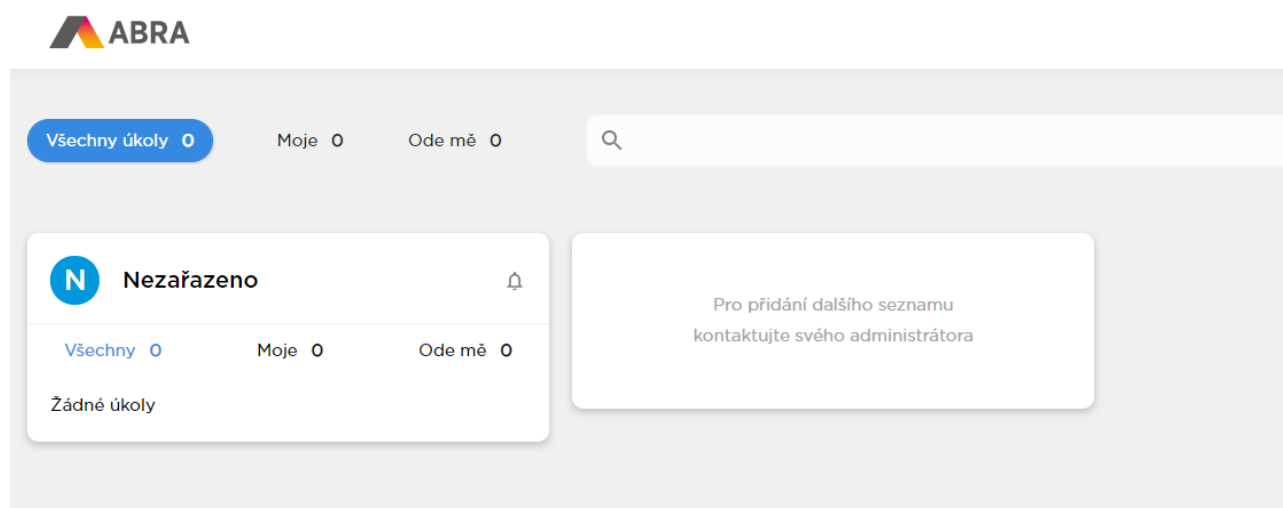 ABRA
Všechny úkoly 0 Moje 0 Ode mě 0
N Nezařazeno
Všechny 0 Moje 0 Ode mě 0
Žádné úkoly
Pro přidání dalšího seznamu
kontaktujte svého administrátora